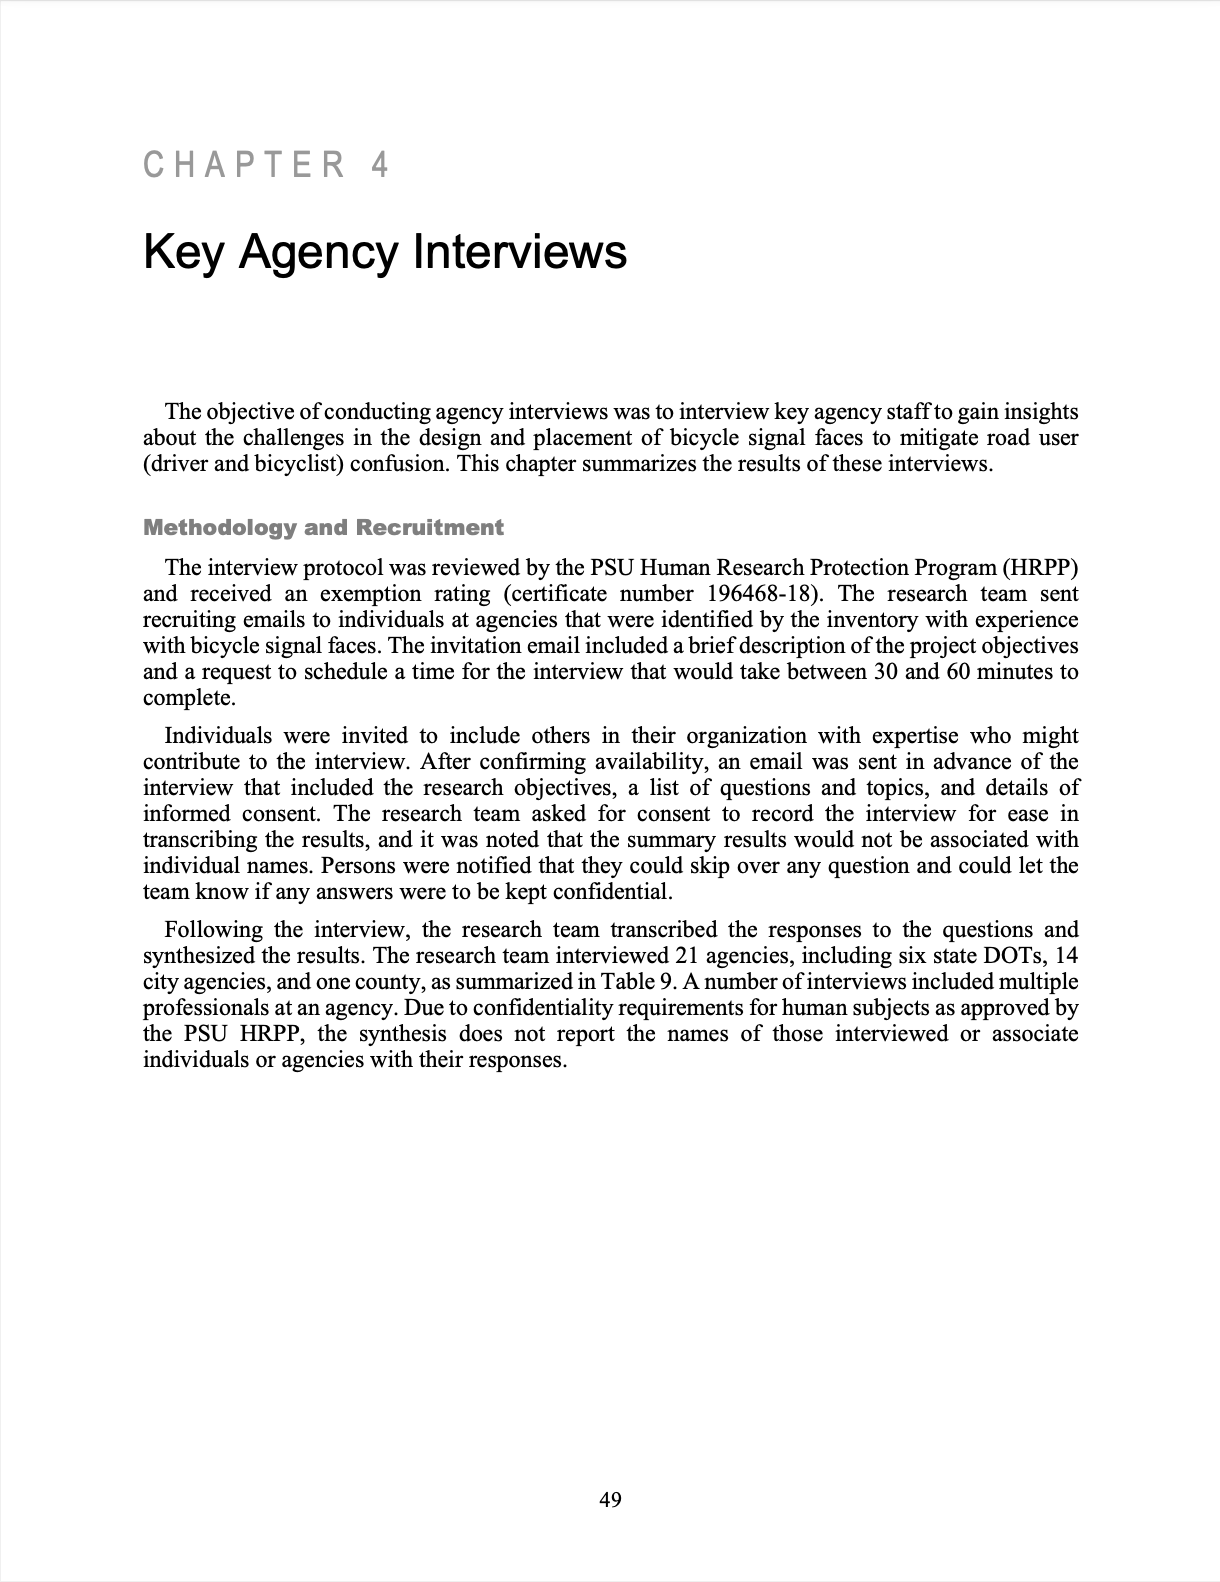 CHAPTER 4
Key Agency Interviews
The objective of conducting agency interviews was to interview key agency staff to gain insights
about the challenges in the design and placement of bicycle signal faces to mitigate road user
(driver and bicyclist) confusion. This chapter summarizes the results of these interviews.
Methodology and Recruitment
The interview protocol was reviewed by the PSU Human Research Protection Program (HRPP)
and received an exemption rating (certificate number 196468-18). The research team sent
recruiting emails to individuals at agencies that were identified by the inventory with experience
with bicycle signal faces. The invitation email included a brief description of the project objectives
and a request to schedule a time for the interview that would take between 30 and 60 minutes to
complete.
Individuals were invited to include others in their organization with expertise who might
contribute to the interview. After confirming availability, an email was sent in advance of the
interview that included the research objectives, a list of questions and topics, and details of
informed consent. The research team asked for consent to record the interview for ease in
transcribing the results, and it was noted that the summary results would not be associated with
individual names. Persons were notified that they could skip over any question and could let the
team know if any answers were to be kept confidential.
Following the interview, the research team transcribed the responses to the questions and
synthesized the results. The research team interviewed 21 agencies, including six state DOTs, 14
city agencies, and one county, as summarized in Table 9. A number of interviews included multiple
professionals at an agency. Due to confidentiality requirements for human subjects as approved by
the PSU HRPP, the synthesis does not report the names of those interviewed or associate
individuals or agencies with their responses.
49